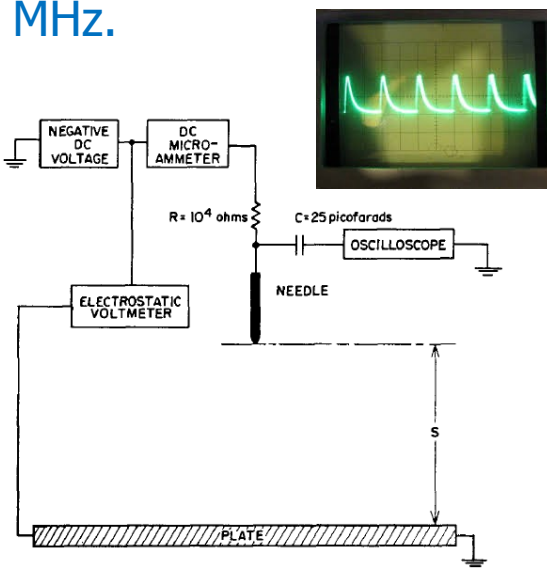 MHz.
NEGATIVE
DC
VOLTAGE
DC
MICRO-
AMMETER
R = 10⁴ ohms
C = 25 picofarads
OSCILLOSCOPE
NEEDLE
ELECTROSTATIC
VOLTMETER
S
PLATE